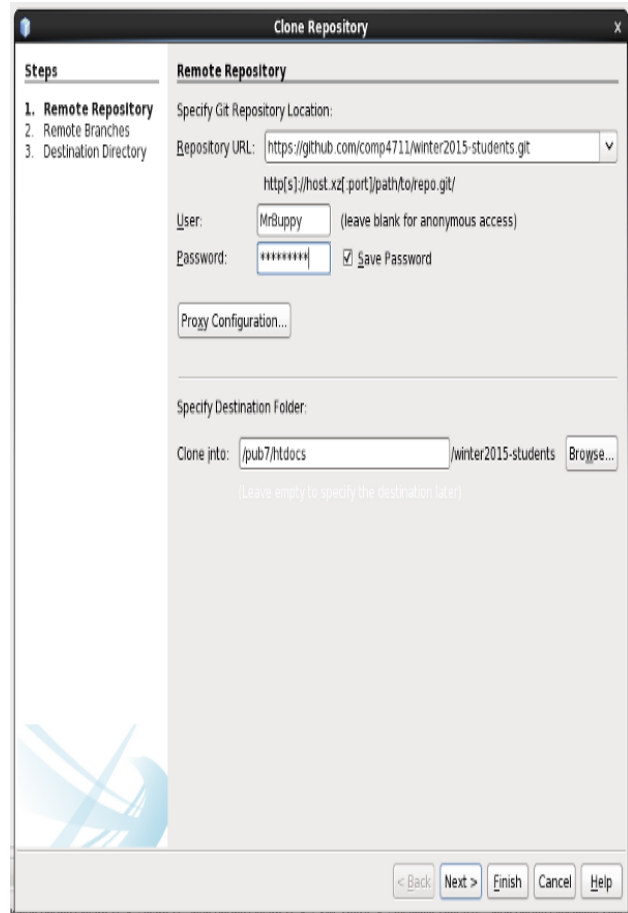 Clone Repository
x
Steps
1. Remote Repository
2. Remote Branches
3. Destination Directory
Remote Repository
Specify Git Repository Location:
Repository URL: https://github.com/comp4711/winter2015-students.git
http[s]://host.xz[:port]/path/to/repo.git/
User: MrBuppy (leave blank for anonymous access)
Password: ********* Save Password
Proxy Configuration...
Specify Destination Folder:
Clone into: /pub7/htdocs /winter2015-students Browse...
(Leave empty to specify the destination later)
< Back Next > Finish Cancel Help